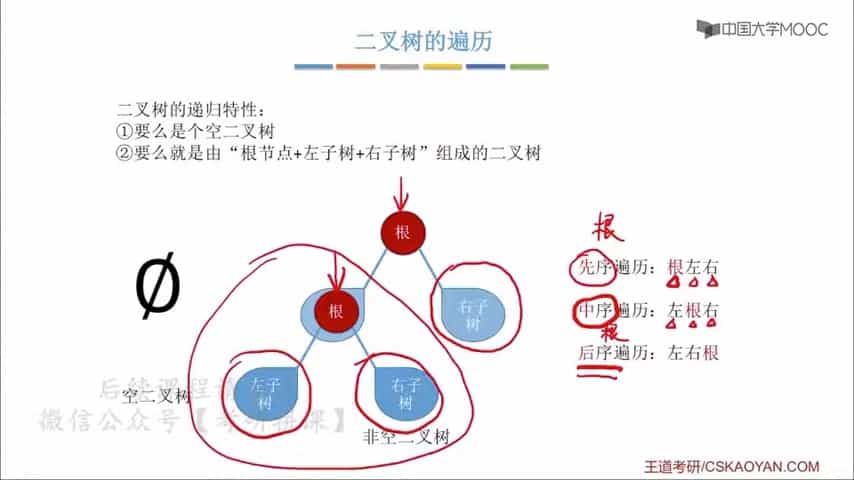 二叉树的遍历
中国大学MOOC
二叉树的递归特性：
①要么是个空二叉树
②要么就是由“根节点+左子树+右子树”组成的二叉树
根
根
右子
树
左子
树
右子
树
Ø
空二叉树
非空二叉树
根
先序遍历：根左右
中序遍历：左根右
根
后序遍历：左右根
后续课程请
微信公众号【考研拼课】
王道考研/CSKAOYAN.COM